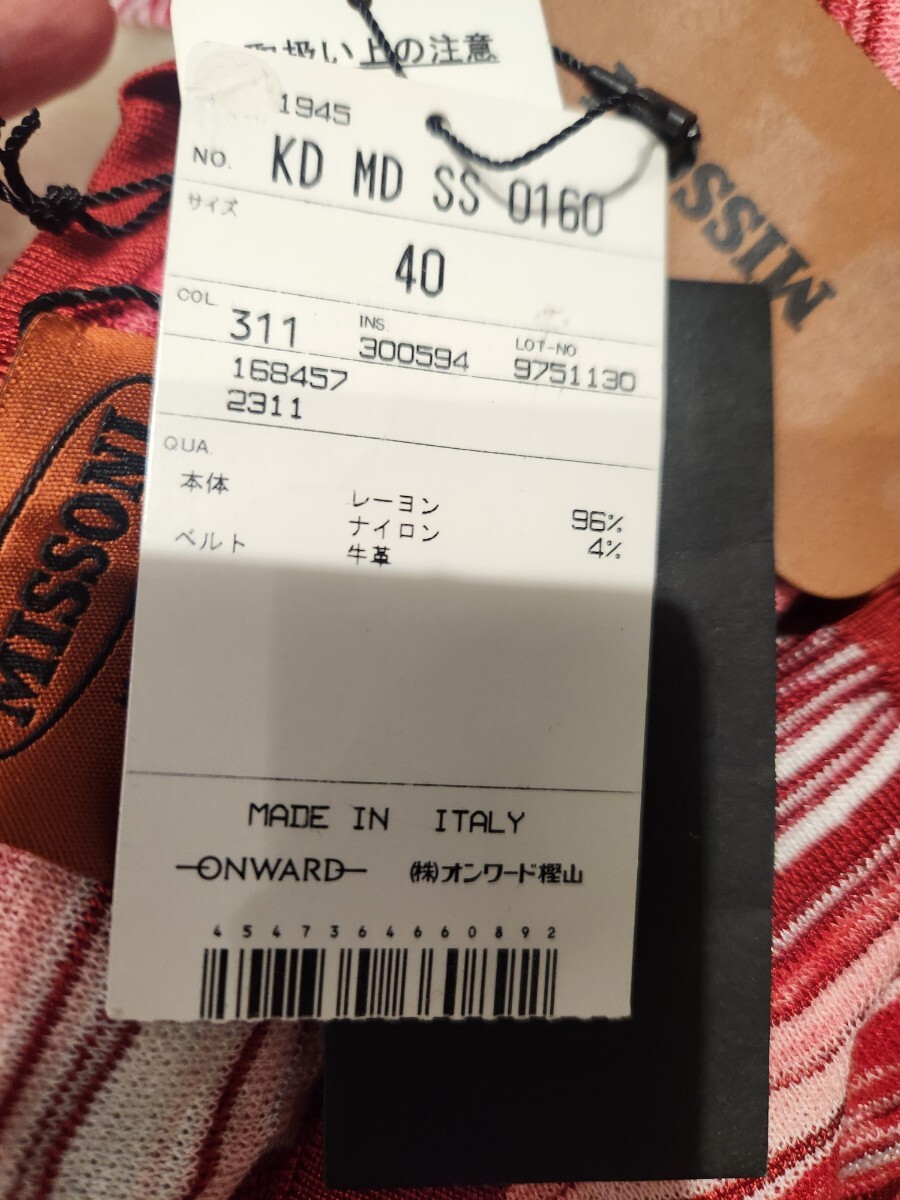 取扱い上の注意
1945
NO. KD MD SS 0160
サイズ
40
COL. 311 INS. 300594 LOT-NO 9751130
168457
2311
QUA.
本体 レーヨン 96%
ナイロン 4%
ベルト 牛革
MADE IN ITALY
ONWARD ㈱オンワード樫山
4547364660892
MISSONI
MISSO